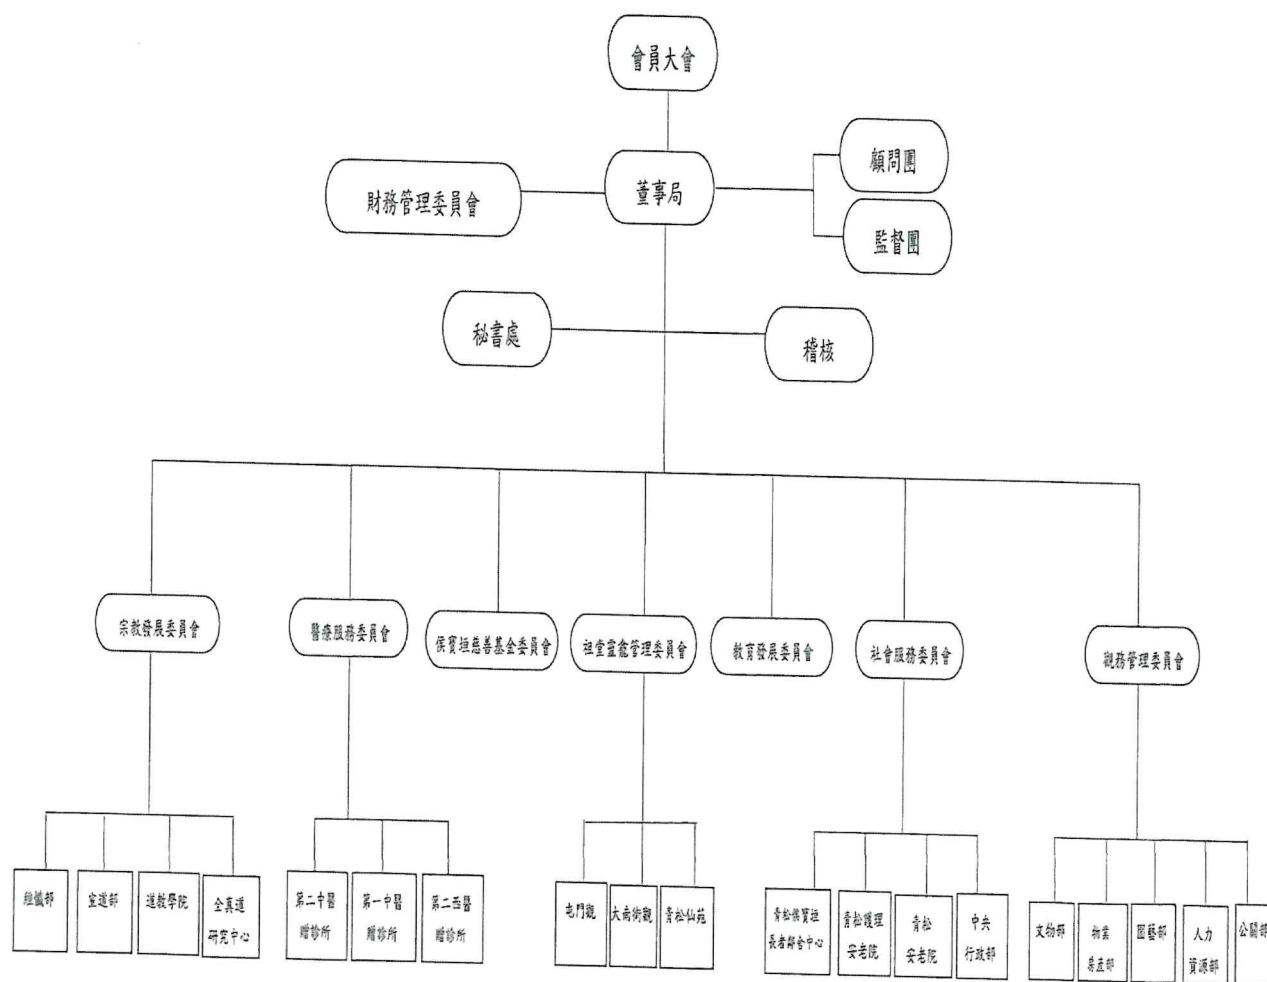 會員大會
顧問團
董事局
財務管理委員會
監督團
秘書處
稽核
宗教發展委員會
醫療服務委員會
侯寶垣慈善基金委員會
祖堂靈龕管理委員會
教育發展委員會
社會服務委員會
觀務管理委員會
經懺部
宣道部
道教學院
全真道
研究中心
第二中醫
贈診所
第一中醫
贈診所
第二西醫
贈診所
屯門觀
大南街觀
青松仙苑
青松侯寶垣
長者鄰舍中心
青松護理
安老院
青松
安老院
中央
行政部
文物部
物業
房產部
園藝部
人力
資源部
公關部